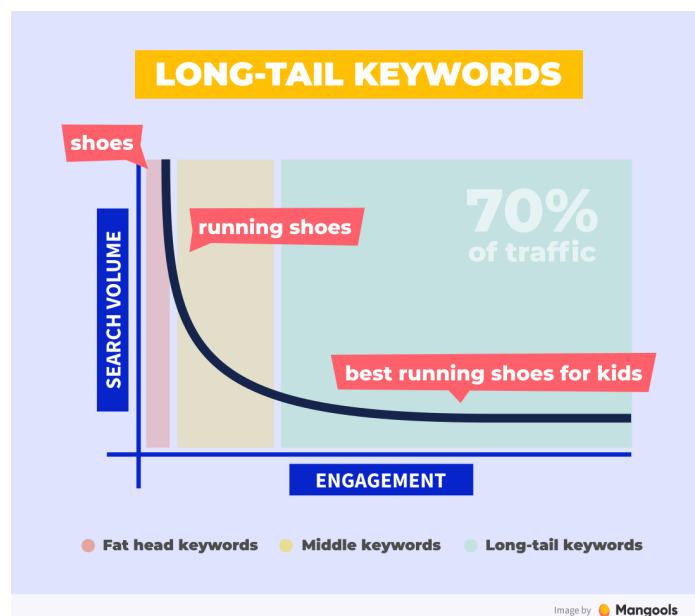 LONG-TAIL KEYWORDS
shoes
running shoes
70%
of traffic
best running shoes for kids
SEARCH VOLUME
ENGAGEMENT
Fat head keywords
Middle keywords
Long-tail keywords
Image by Mangools